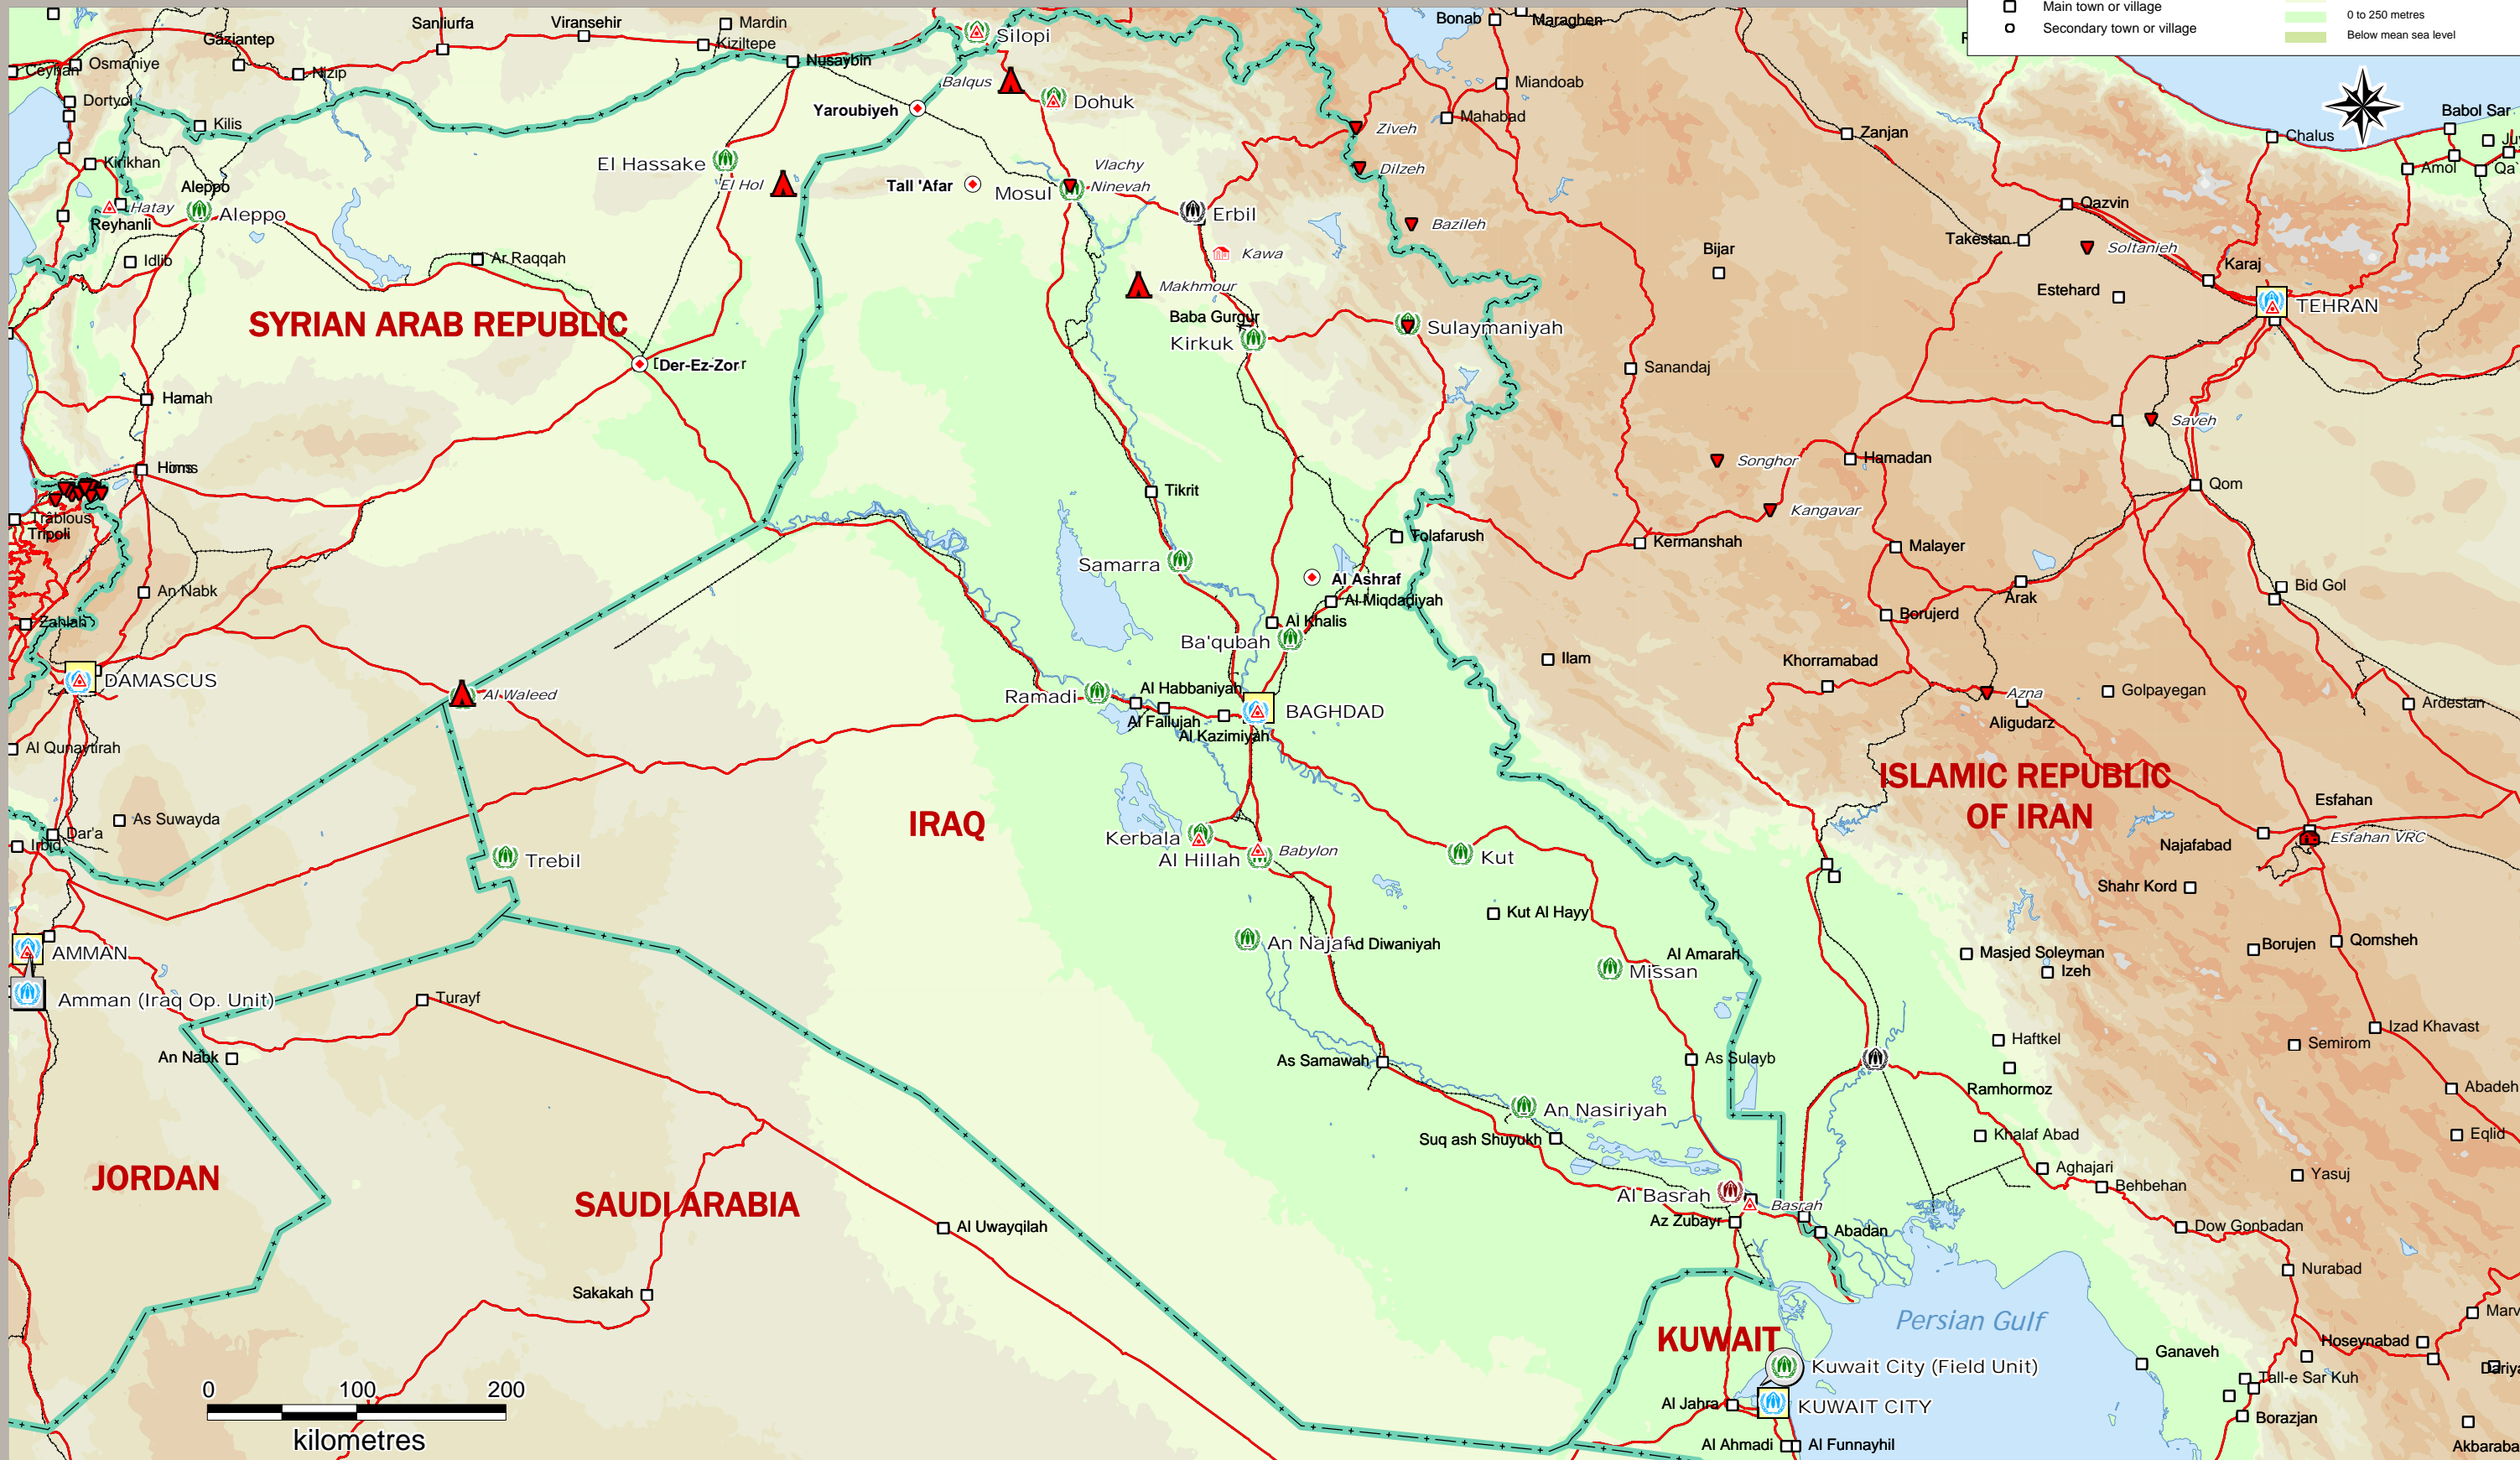 Main town or village
Secondary town or village
0 to 250 metres
Below mean sea level
Sanliurfa
Viransehir
Mardin
Kiziltepe
Gaziantep
Nusaybin
Silopi
Bonab
Maraghen
Ceyhan
Osmaniye
Nizip
Balqus
Dohuk
Miandoab
Dortyol
Yaroubiyeh
Mahabad
Ziveh
Zanjan
Chalus
Babol Sar
Kilis
Amol
Kirikhan
El Hassake
El Hol
Tall 'Afar
Vlachy
Ninevah
Mosul
Dilzeh
Aleppo
Aleppo
Hatay
Reyhanli
Erbil
Bazileh
Qazvin
Takestan
Soltanieh
Idlib
Ar Raqqah
Kawa
Bijar
Karaj
Makhmour
Estehard
TEHRAN
SYRIAN ARAB REPUBLIC
Baba Gurgur
Kirkuk
Sulaymaniyah
Der-Ez-Zor
Sanandaj
Hamah
Saveh
Homs
Songhor
Hamadan
Qom
Tikrit
Kangavar
Trâblous
Tripoli
Tolafarush
Kermanshah
Malayer
Samarra
Al Ashraf
Al Miqdadiyah
An Nabk
Arak
Bid Gol
Zahlah
Al Khalis
Ba'qubah
Borujerd
Ilam
Khorramabad
DAMASCUS
Al Waleed
Ramadi
Al Habbaniyah
Al Fallujah
BAGHDAD
Al Kazimiyah
Azna
Aligudarz
Golpayegan
Ardestan
Al Qunaytirah
ISLAMIC REPUBLIC
OF IRAN
As Suwayda
Dar'a
Irbid
IRAQ
Esfahan
Najafabad
Esfahan VRC
Kerbala
Al Hillah
Babylon
Kut
Trebil
Shahr Kord
Kut Al Hayy
An Najaf
Ad Diwaniyah
Al Amarah
Missan
Masjed Soleyman
Izeh
Borujen
Qomsheh
AMMAN
Amman (Iraq Op. Unit)
Turayf
Izad Khavast
An Nabk
As Samawah
As Sulayb
Haftkel
Semirom
Ramhormoz
Abadeh
An Nasiriyah
Suq ash Shuyukh
Khalaf Abad
Eqlid
JORDAN
SAUDI ARABIA
Aghajari
Behbehan
Yasuj
Al Basrah
Basrah
Az Zubayr
Abadan
Al Uwayqilah
Dow Gonbadan
Nurabad
Sakakah
Persian Gulf
KUWAIT
Hoseynabad
Ganaveh
Kuwait City (Field Unit)
Tall-e Sar Kuh
Al Jahra
KUWAIT CITY
Borazjan
Al Ahmadi
Al Funnayhil
0 100 200
kilometres